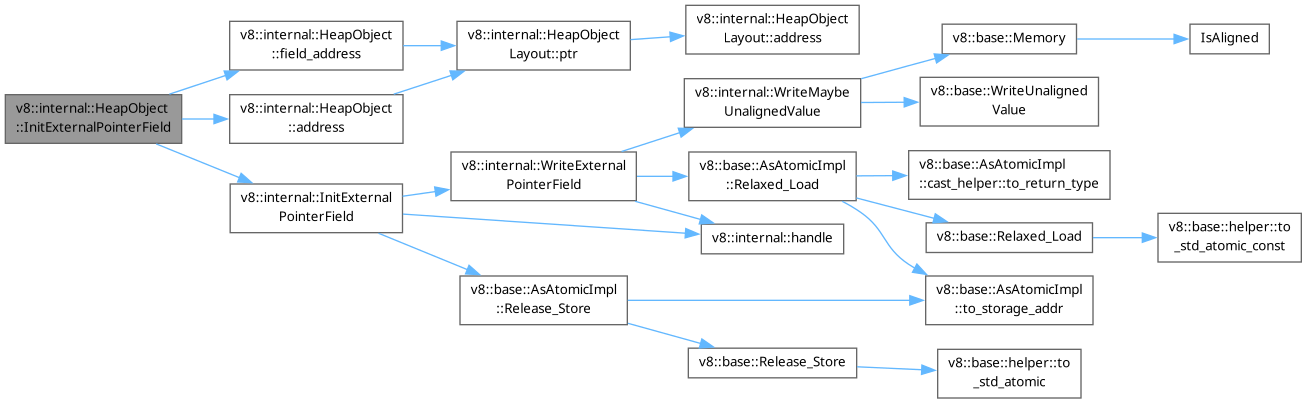 v8::internal::HeapObject
::InitExternalPointerField
v8::internal::HeapObject
::field_address
v8::internal::HeapObject
::address
v8::internal::InitExternal
PointerField
v8::internal::HeapObject
Layout::ptr
v8::internal::WriteExternal
PointerField
v8::base::AsAtomicImpl
::Release_Store
v8::internal::HeapObject
Layout::address
v8::internal::WriteMaybe
UnalignedValue
v8::base::AsAtomicImpl
::Relaxed_Load
v8::internal::handle
v8::base::Release_Store
v8::base::Memory
v8::base::WriteUnaligned
Value
v8::base::AsAtomicImpl
::cast_helper::to_return_type
v8::base::Relaxed_Load
v8::base::AsAtomicImpl
::to_storage_addr
v8::base::helper::to
_std_atomic
IsAligned
v8::base::helper::to
_std_atomic_const